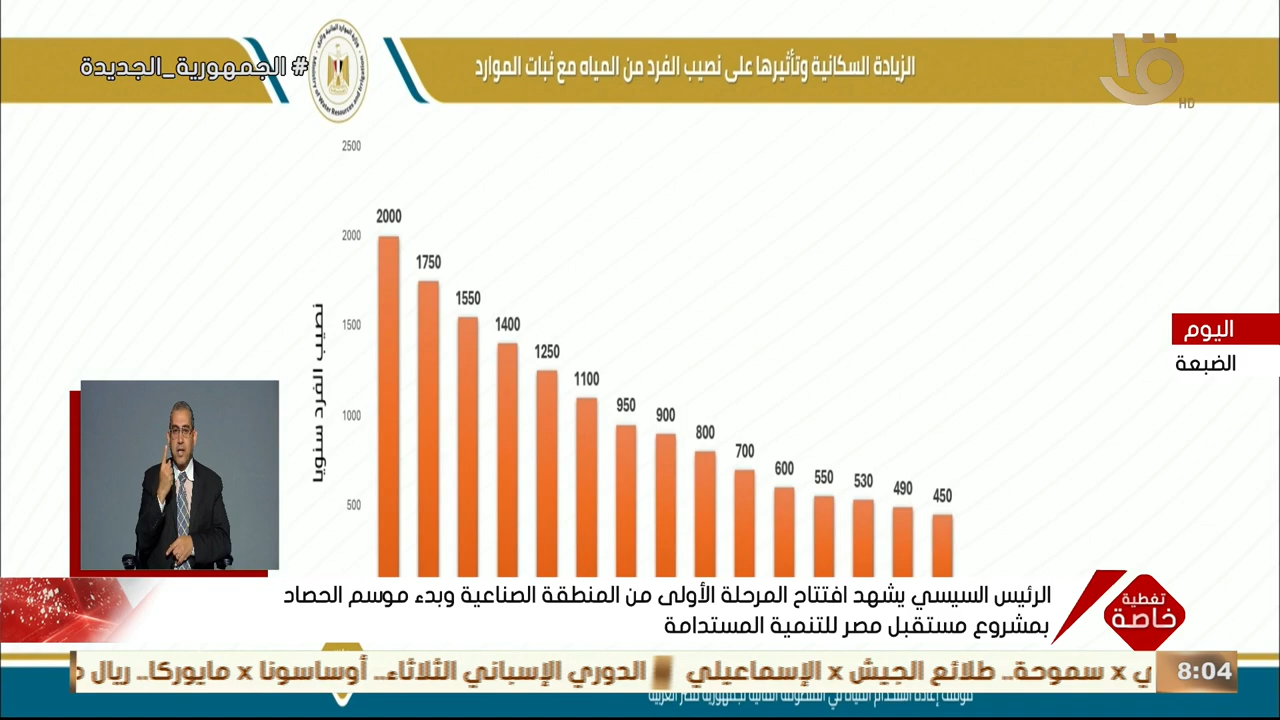 #الجمهورية_الجديدة
الزيادة السكانية وتأثيرها على نصيب الفرد من المياه مع ثبات الموارد
HD
2500
2000
1500
1000
500
نصيب الفرد سنويا
2000
1750
1550
1400
1250
1100
950
900
800
700
600
550
530
490
450
اليوم
الضبعة
تغطية
خاصة
الرئيس السيسي يشهد افتتاح المرحلة الأولى من المنطقة الصناعية وبدء موسم الحصاد
بمشروع مستقبل مصر للتنمية المستدامة
8:04
ي x سموحة.. طلائع الجيش x الإسماعيلي
الدوري الإسباني الثلاثاء.. أوساسونا x مايوركا.. ريال